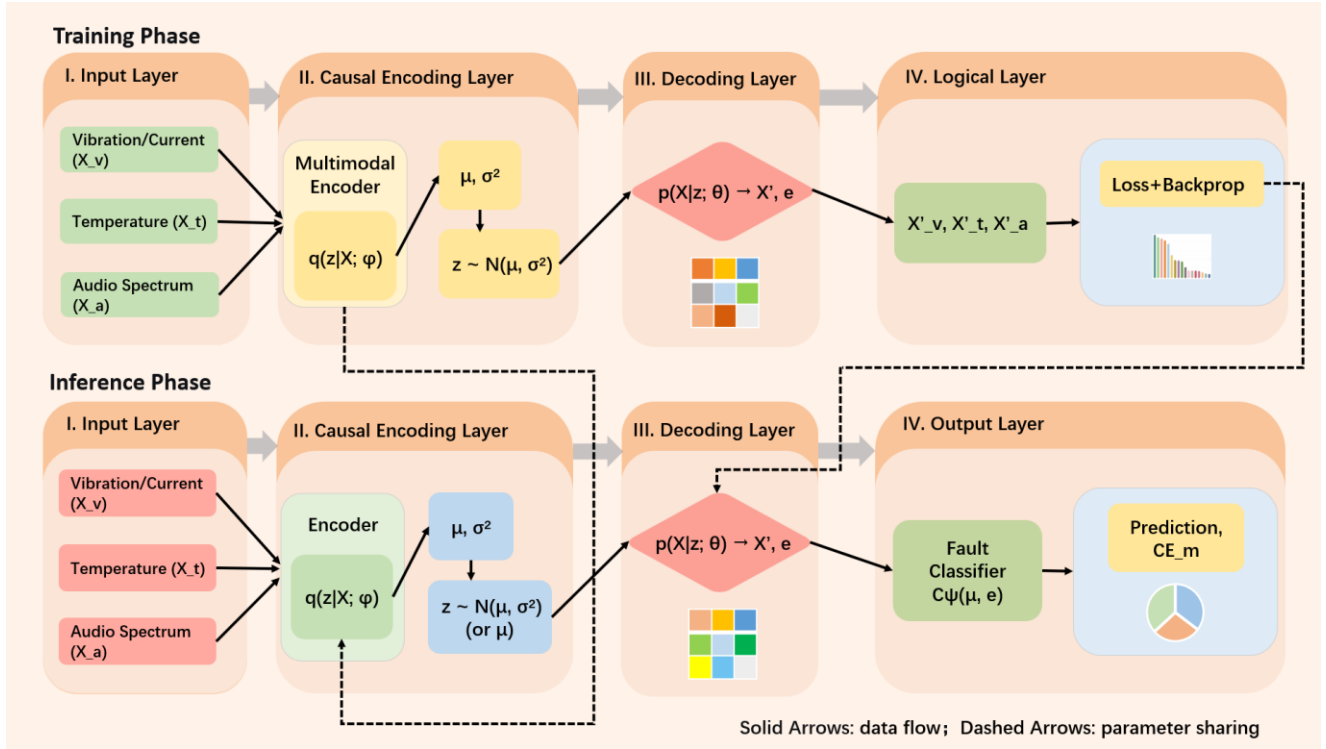 Training Phase
I. Input Layer
Vibration/Current
(X_v)
Temperature (X_t)
Audio Spectrum
(X_a)
II. Causal Encoding Layer
Multimodal
Encoder
q(z|X; φ)
μ, σ²
z ~ N(μ, σ²)
III. Decoding Layer
p(X|z; θ) → X’, e
IV. Logical Layer
X’_v, X’_t, X’_a
Loss+Backprop
Inference Phase
I. Input Layer
Vibration/Current
(X_v)
Temperature (X_t)
Audio Spectrum
(X_a)
II. Causal Encoding Layer
Encoder
q(z|X; φ)
μ, σ²
z ~ N(μ, σ²)
(or μ)
III. Decoding Layer
p(X|z; θ) → X’, e
IV. Output Layer
Fault
Classifier
Cψ(μ, e)
Prediction,
CE_m
Solid Arrows: data flow；Dashed Arrows: parameter sharing